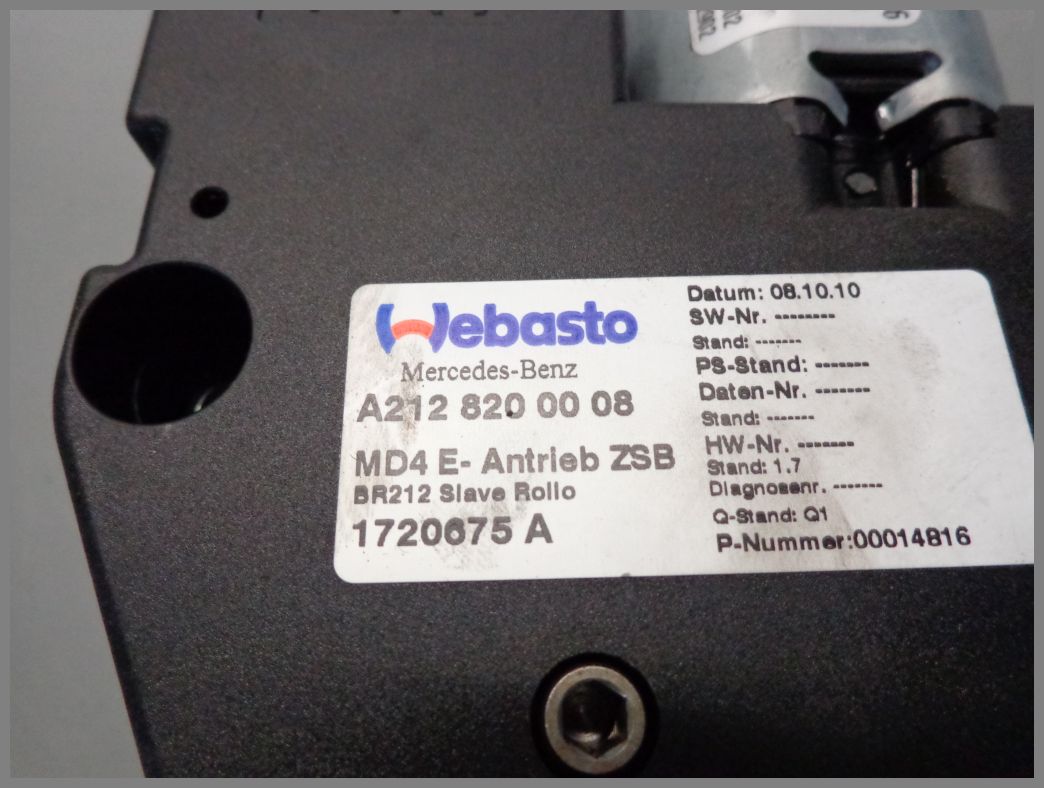 Webasto
Mercedes-Benz
A212 820 00 08
MD4 E- Antrieb ZSB
BR212 Slave Rollo
1720675 A
Datum: 08.10.10
SW-Nr. --------
Stand: -------
PS-Stand: -------
Daten-Nr. -------
Stand: -------
HW-Nr. -------
Stand: 1.7
Diagnosenr. -------
Q-Stand: Q1
P-Nummer:00014816